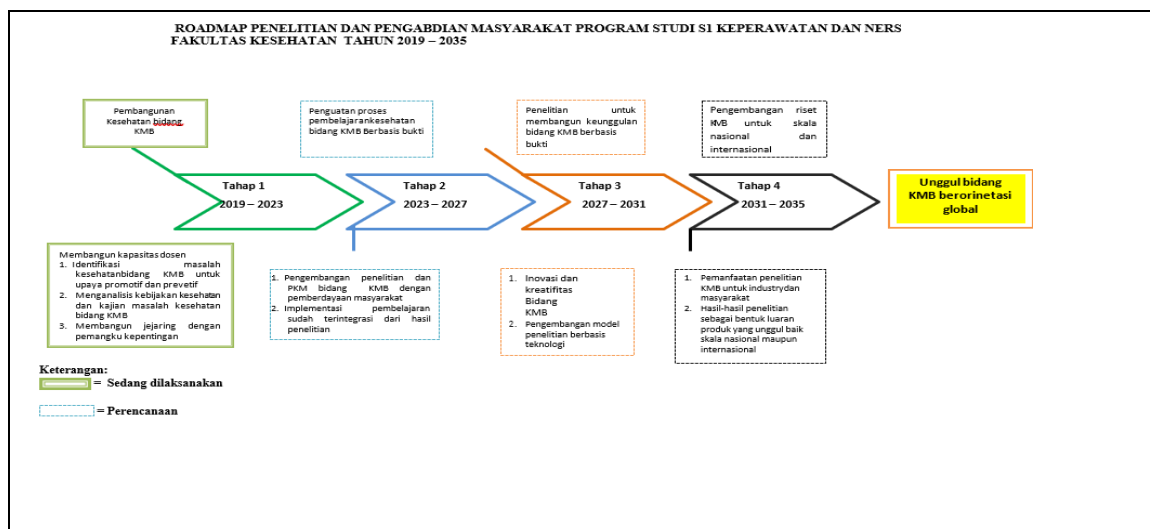 ROADMAP PENELITIAN DAN PENGABDIAN MASYARAKAT PROGRAM STUDI S1 KEPERAWATAN DAN NERS
FAKULTAS KESEHATAN TAHUN 2019 – 2035
Pembangunan
Kesehatan bidang
KMB
Penguatan proses
pembelajarankesehatan
bidang KMB Berbasis bukti
Penelitian untuk
membangun keunggulan
bidang KMB berbasis
bukti
Pengembangan riset
KMB untuk skala
nasional dan
internasional
Tahap 1
2019 – 2023
Tahap 2
2023 – 2027
Tahap 3
2027 – 2031
Tahap 4
2031 – 2035
Unggul bidang
KMB berorinetasi
global
Membangun kapasitas dosen
1. Identifikasi masalah
kesehatanbidang KMB untuk
upaya promotif dan prevetif
2. Menganalisis kebijakan kesehatan
dan kajian masalah kesehatan
bidang KMB
3. Membangun jejaring dengan
pemangku kepentingan
1. Pengembangan penelitian dan
PKM bidang KMB dengan
pemberdayaan masyarakat
2. Implementasi pembelajaran
sudah terintegrasi dari hasil
penelitian
1. Inovasi dan
kreatifitas
Bidang
KMB
2. Pengembangan model
penelitian berbasis
teknologi
1. Pemanfaatan penelitian
KMB untuk industrydan
masyarakat
2. Hasil-hasil penelitian
sebagai bentuk luaran
produk yang unggul baik
skala nasional maupun
internasional
Keterangan:
= Sedang dilaksanakan
= Perencanaan